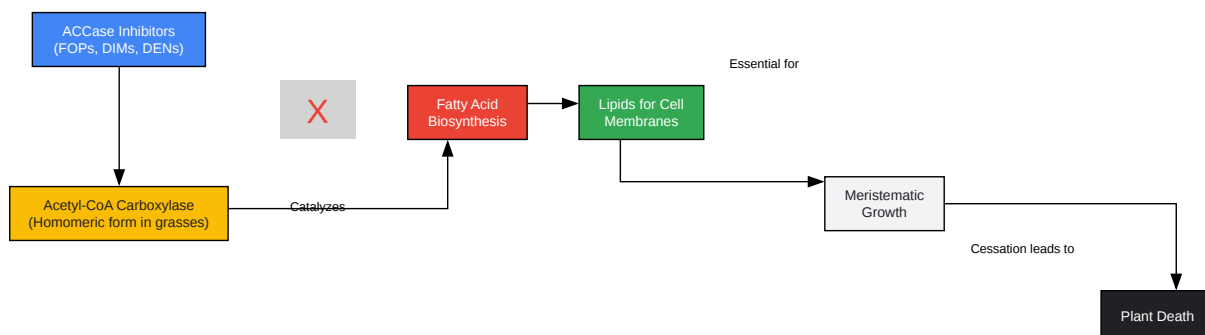 ACCase Inhibitors
(FOPs, DIMs, DENs)
Essential for
X
Fatty Acid
Biosynthesis
Lipids for Cell
Membranes
Acetyl-CoA Carboxylase
(Homomeric form in grasses)
Catalyzes
Meristematic
Growth
Cessation leads to
Plant Death